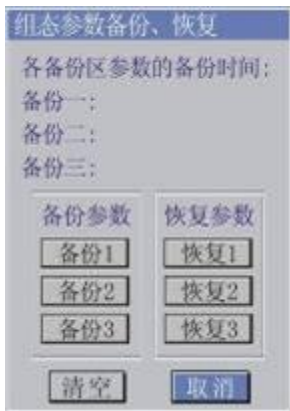 组态参数备份、恢复
各备份区参数的备份时间:
备份一:
备份二:
备份三:
备份参数 恢复参数
备份1 恢复1
备份2 恢复2
备份3 恢复3
清空 取消